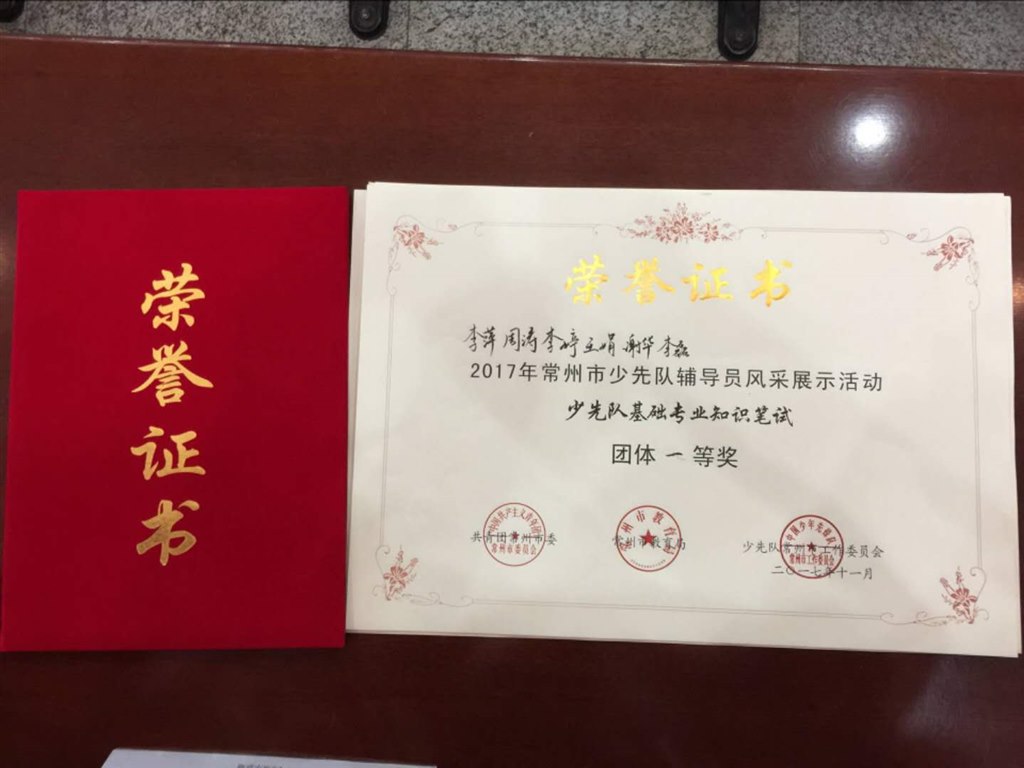 荣誉证书
荣誉证书
李萍 周涛 李婷 王娟 谢华 李磊
2017年常州市少先队辅导员风采展示活动
少先队基础专业知识笔试
团体 一 等奖
共青团常州市委
常州市教育局
少先队常州市工作委员会
二〇一七年十一月